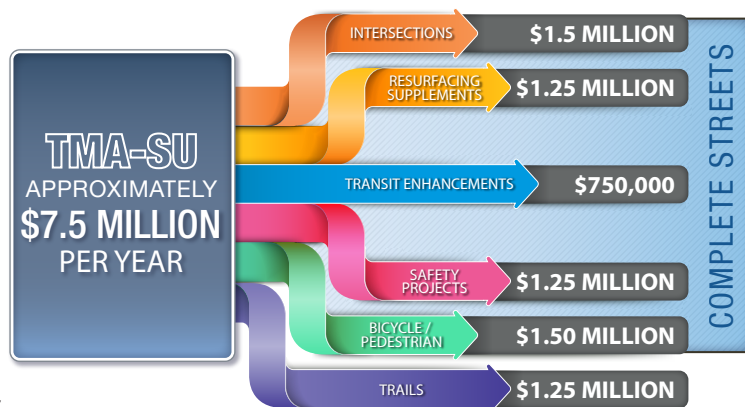 TMA-SU
APPROXIMATELY
$7.5 MILLION
PER YEAR
INTERSECTIONS
$1.5 MILLION
RESURFACING
SUPPLEMENTS
$1.25 MILLION
TRANSIT ENHANCEMENTS
$750,000
SAFETY
PROJECTS
$1.25 MILLION
BICYCLE /
PEDESTRIAN
$1.50 MILLION
TRAILS
$1.25 MILLION
COMPLETE STREETS